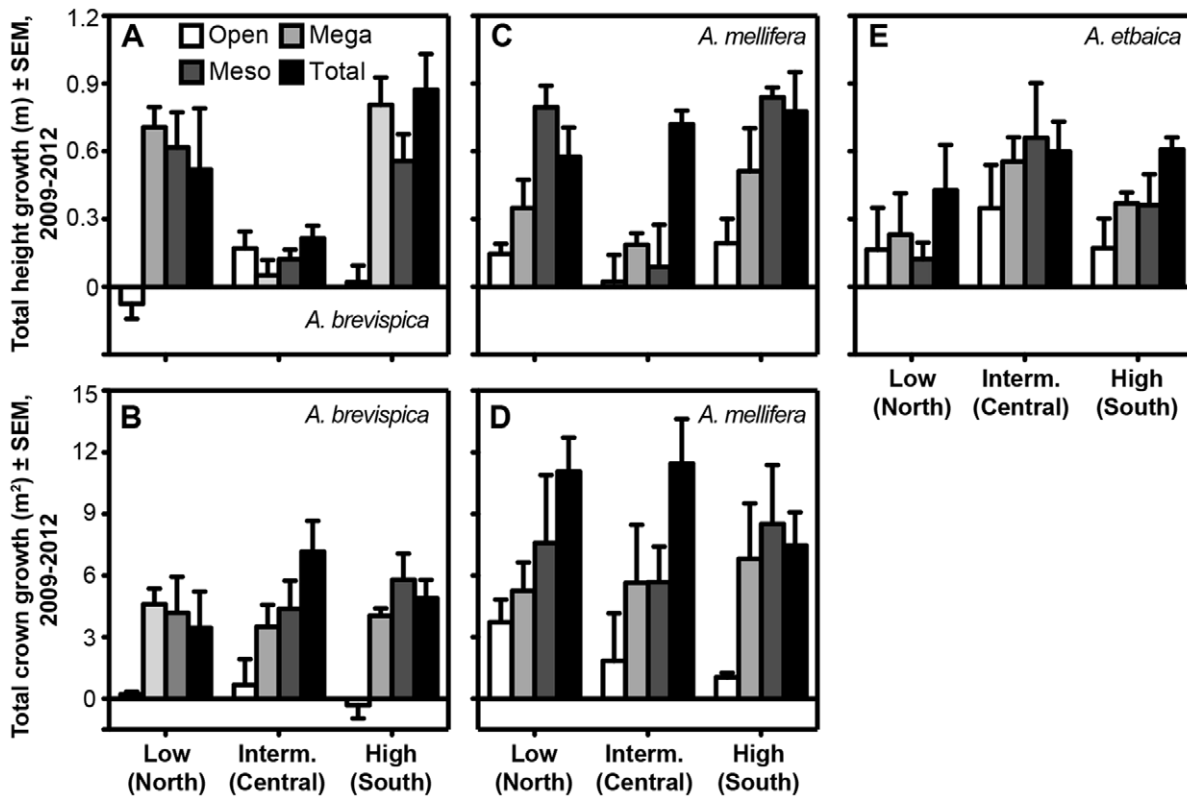 Total height growth (m) ± SEM,
2009-2012
1.2
0.9
0.6
0.3
0
A
Open
Mega
Meso
Total
A. brevispica
C
A. mellifera
E
A. etbaica
Low
(North)
Interm.
(Central)
High
(South)
Total crown growth (m²) ± SEM,
2009-2012
15
12
9
6
3
0
B
A. brevispica
D
A. mellifera
Low
(North)
Interm.
(Central)
High
(South)
Low
(North)
Interm.
(Central)
High
(South)